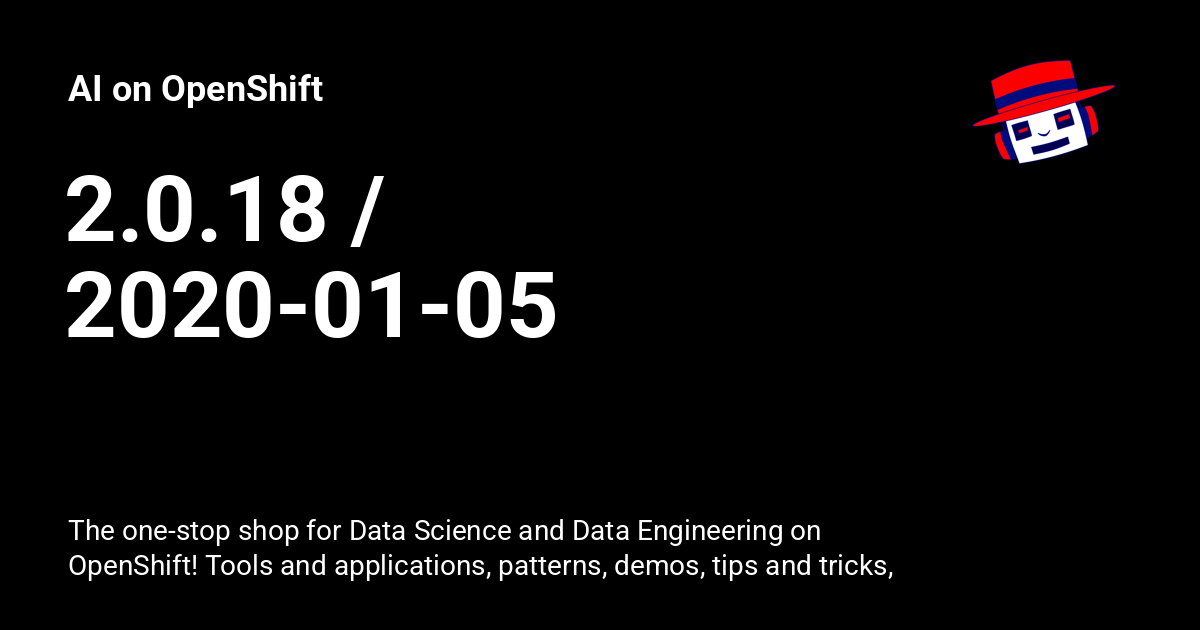 AI on OpenShift
2.0.18 /
2020-01-05
The one-stop shop for Data Science and Data Engineering on
OpenShift! Tools and applications, patterns, demos, tips and tricks,